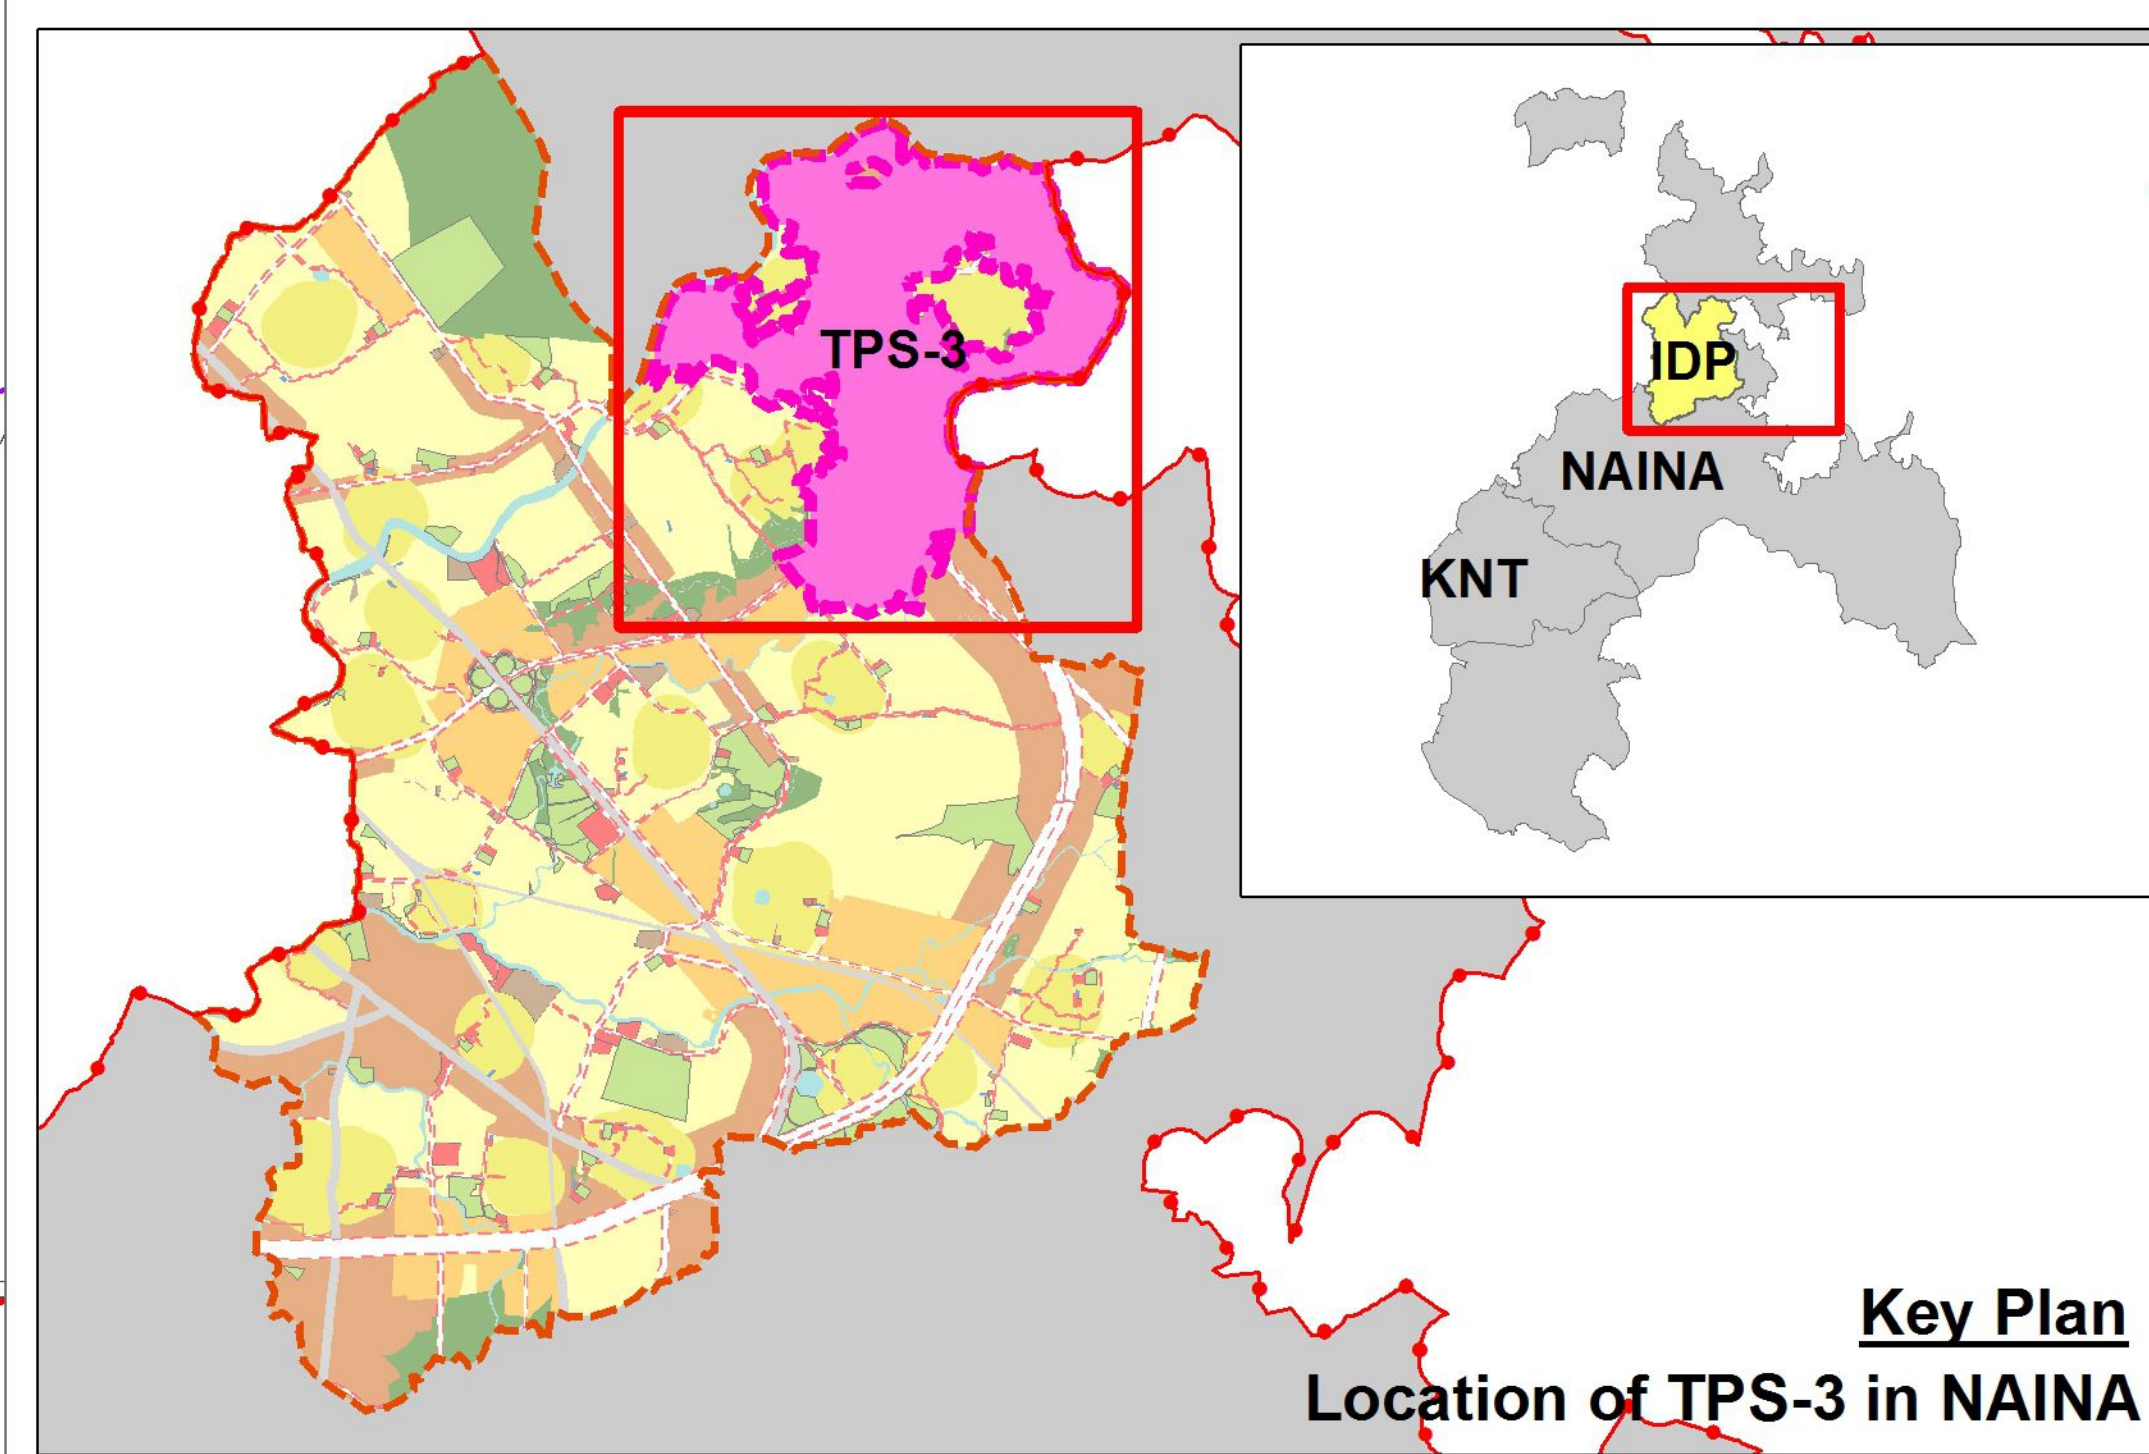 TPS-3
IDP
NAINA
KNT
Key Plan
Location of TPS-3 in NAINA